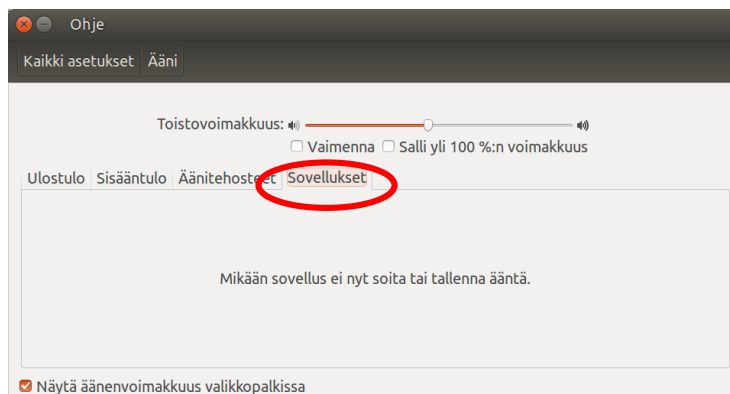 Ohje
Kaikki asetukset Ääni
Toistovoimakkuus:
Vaimenna Salli yli 100 %:n voimakkuus
Ulostulo Sisääntulo Äänitehosteet Sovellukset
Mikään sovellus ei nyt soita tai tallenna ääntä.
Näytä äänenvoimakkuus valikkopalkissa